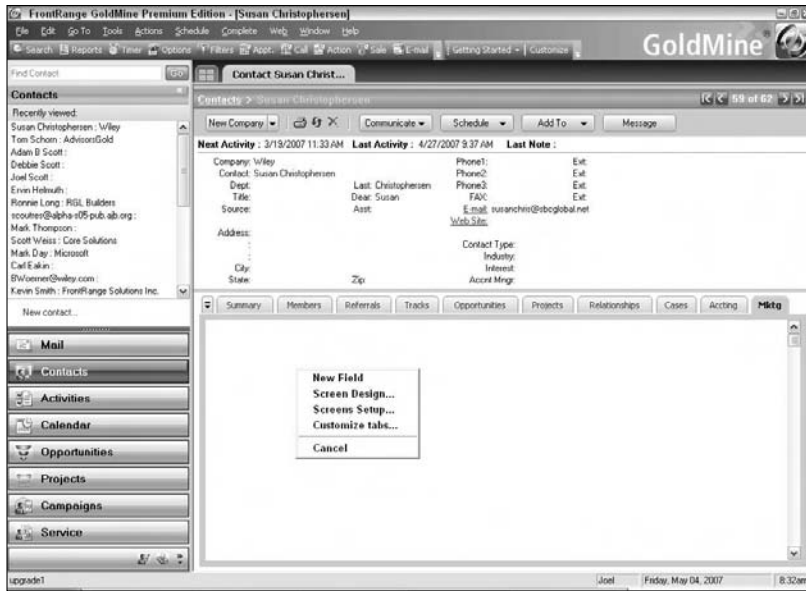 FrontRange GoldMine Premium Edition - [Susan Christophersen]
File Edit Go To Tools Actions Schedule Complete Web Window Help
Search Reports Timer Options Filters Appt. Call Action Sale E-mail Getting Started Customize
GoldMine
Find Contact GO
Contact Susan Christ...
Contacts
Contacts > Susan Christophersen 59 of 62
Recently viewed:
Susan Christophersen : Wiley
Tom Schorn : AdvisorsGold
Adam B Scott :
Debbie Scott :
Joel Scott :
Ervin Helmuth :
Ronnie Long : RGL Builders
scoutres@alpha-s05-pub.ajb.org :
Mark Thompson :
Scott Weiss : Core Solutions
Mark Day : Microsoft
Carl Eakin :
BWoerner@wiley.com :
Kevin Smith : FrontRange Solutions Inc.
New contact...
New Company Communicate Schedule Add To Message
Next Activity : 3/19/2007 11:33 AM Last Activity : 4/27/2007 9:37 AM Last Note :
Company: Wiley Phone1: Ext:
Contact: Susan Christophersen Phone2: Ext:
Dept: Last: Christophersen Phone3: Ext:
Title: Dear: Susan FAX: Ext:
Source: Asst: E-mail: susanchris@sbcglobal.net
Web Site:
Address:
Contact Type:
Industry:
City: Interest:
State: Zip: Accnt Mngr:
Summary Members Referrals Tracks Opportunities Projects Relationships Cases Accting Mktg
New Field
Screen Design...
Screens Setup...
Customize tabs...
Cancel
Mail
Contacts
Activities
Calendar
Opportunities
Projects
Campaigns
Service
upgrade1 Joel Friday, May 04, 2007 8:32am